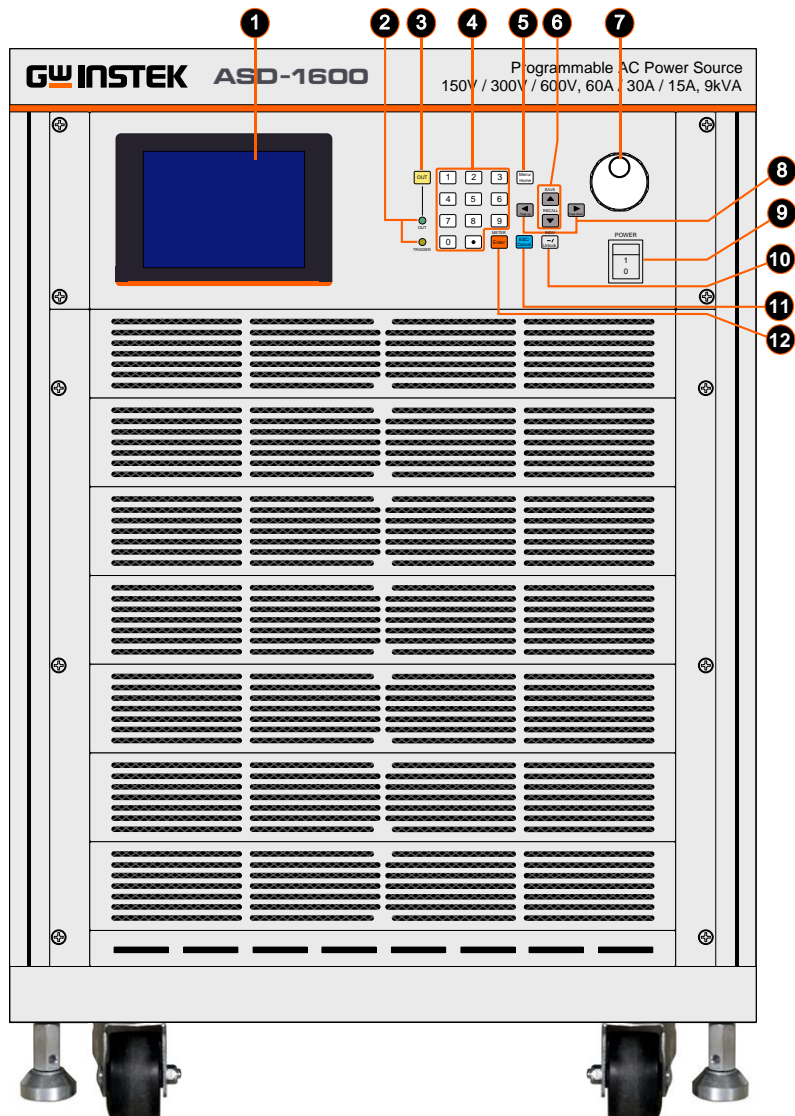 1 2 3 4 5 6 7
GW INSTEK ASD-1600 Programmable AC Power Source
150V / 300V / 600V, 60A / 30A / 15A, 9kVA
OUT
1 2 3
Menu/
Home
SAVE
8
4 5 6
RECALL
9
7 8 9
OUT
POWER
10
0 •
METER
Enter
ESC/
Cancel
–/
Unlock
1
0
TRIGGER
11
12